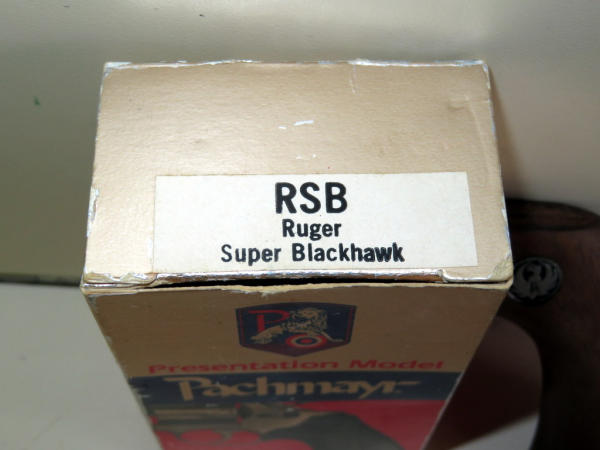 RSB
Ruger
Super Blackhawk
Presentation Model
Pachmayr